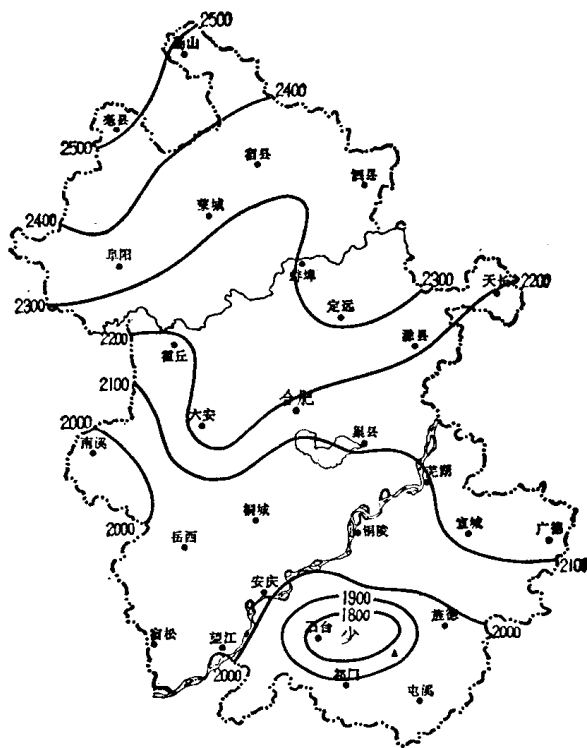 2500
砀山
2400
亳县
2500
宿县
泗县
2400
蒙城
阜阳
蚌埠
2300
天长
2200
2300
定远
滁县
2200
霍丘
2100
合肥
2000
六安
巢县
南溪
芜湖
2000
桐城
铜陵
宣城
广德
岳西
2100
安庆
1900
1800
石台
少
旌德
2000
宿松
望江
2000
祁门
屯溪